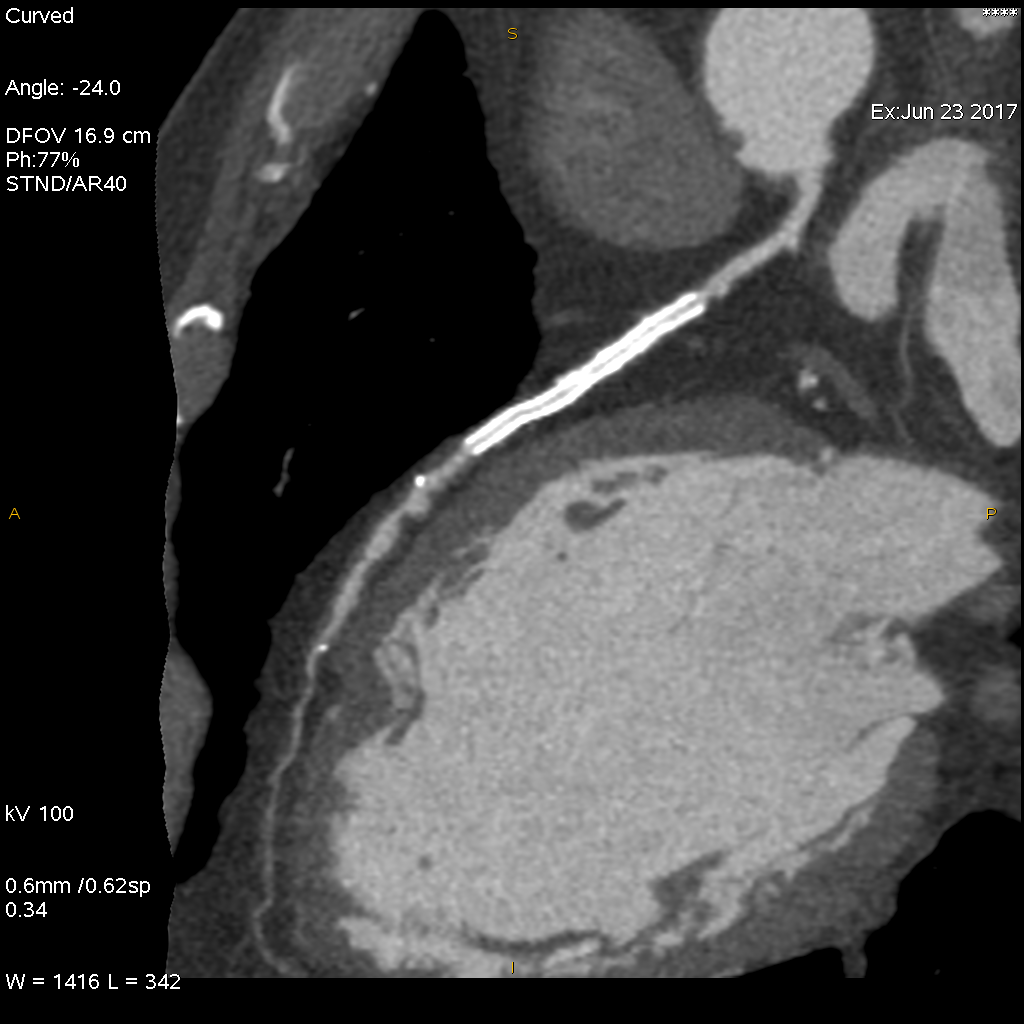 Curved
****
S
Angle: -24.0
Ex:Jun 23 2017
DFOV 16.9 cm
Ph:77%
STND/AR40
A
P
kV 100
0.6mm /0.62sp
0.34
I
W = 1416 L = 342